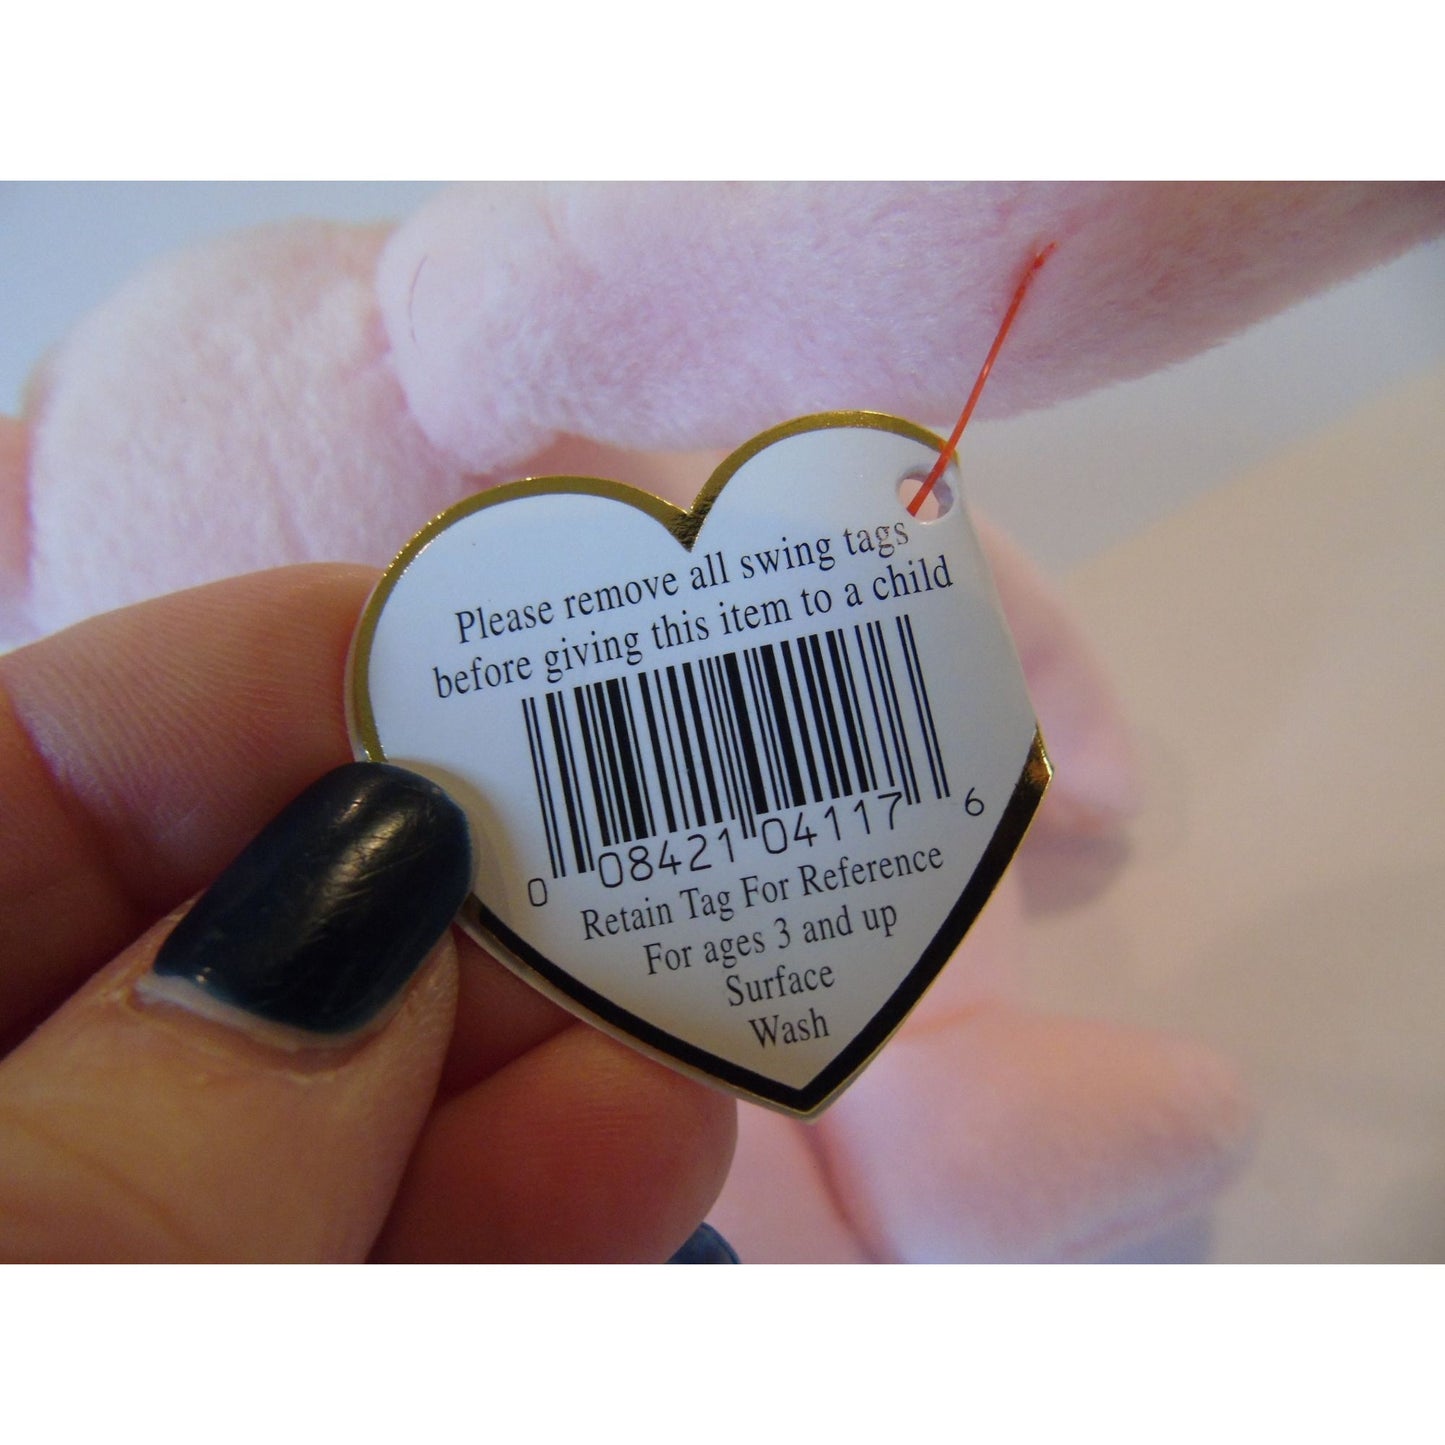 Please remove all swing tags
before giving this item to a child
0 08421 04117 6
Retain Tag For Reference
For ages 3 and up
Surface
Wash